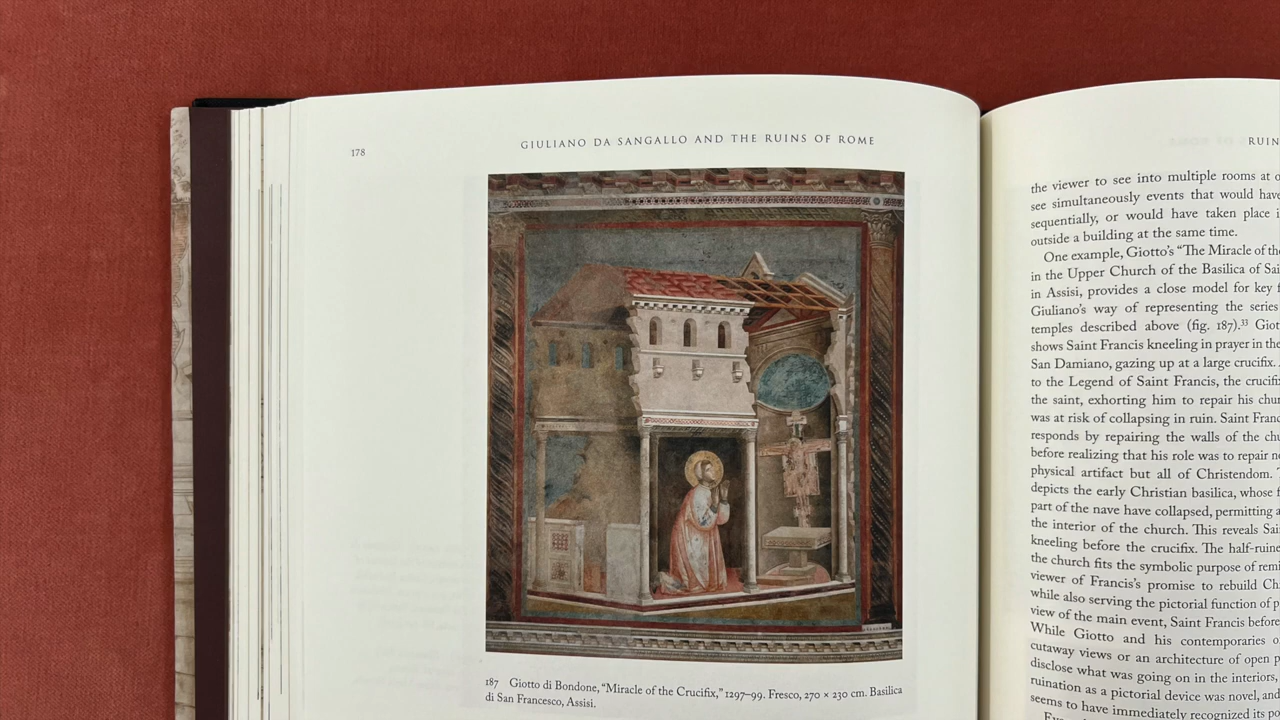 178
GIULIANO DA SANGALLO AND THE RUINS OF ROME
187 Giotto di Bondone, “Miracle of the Crucifix,” 1297–99. Fresco, 270 × 230 cm. Basilica
di San Francesco, Assisi.
RUIN
the viewer to see into multiple rooms at
see simultaneously events that would have
sequentially, or would have taken place
outside a building at the same time.
One example, Giotto’s “The Miracle of the
in the Upper Church of the Basilica of
in Assisi, provides a close model for key
Giuliano’s way of representing the series
temples described above (fig. 187).³³
shows Saint Francis kneeling in prayer in the
San Damiano, gazing up at a large crucifix.
to the Legend of Saint Francis, the
the saint, exhorting him to repair his
was at risk of collapsing in ruin. Saint
responds by repairing the walls of the
before realizing that his role was to repair
physical artifact but all of Christendom.
depicts the early Christian basilica, whose
part of the nave have collapsed, permitting
the interior of the church. This reveals
kneeling before the crucifix. The
the church fits the symbolic purpose of
viewer of Francis’s promise to rebuild
while also serving the pictorial function of
view of the main event, Saint Francis before
While Giotto and his contemporaries
cutaway views or an architecture of open
disclose what was going on in the interiors,
ruination as a pictorial device was novel, and
seems to have immediately recognized its